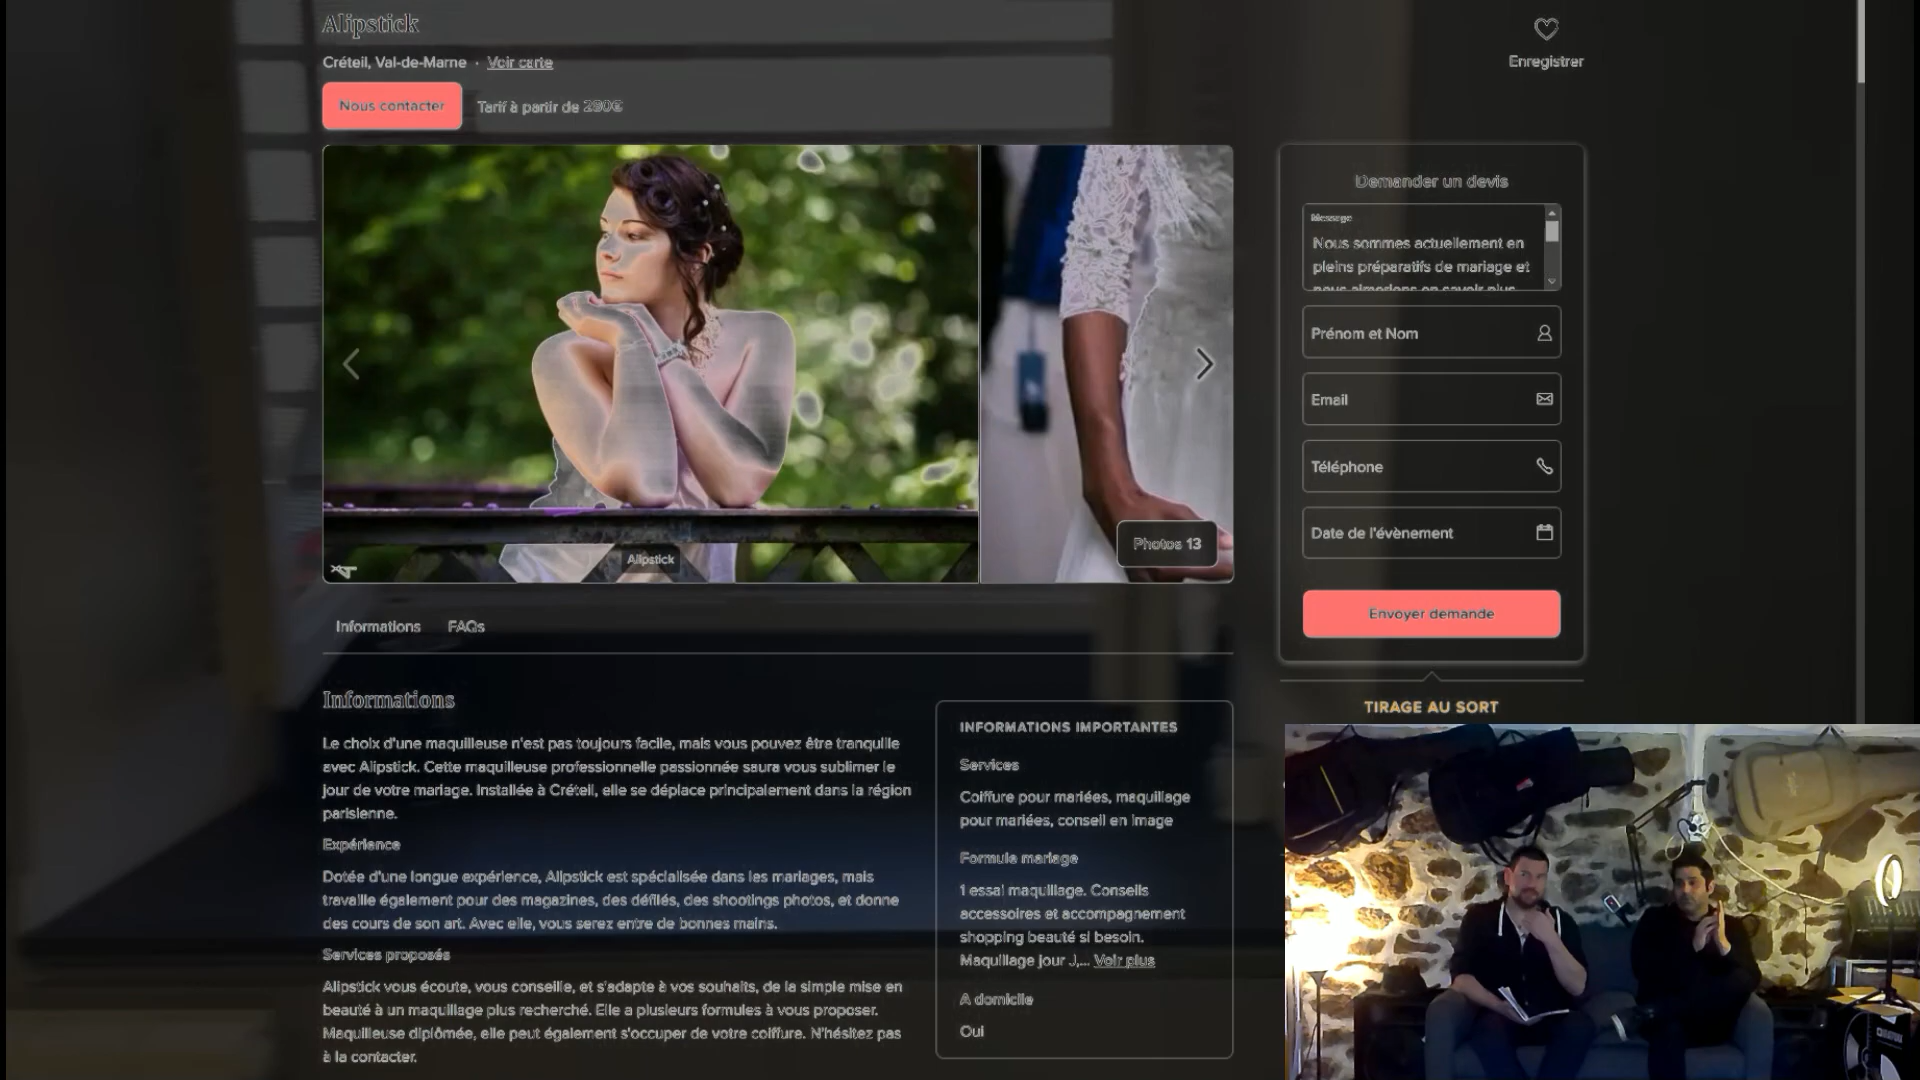 Alipstick
Créteil, Val-de-Marne · Voir carte
Nous contacter
Tarif à partir de 290€
Enregistrer
Alipstick
Photos 13
Demander un devis
Message
Nous sommes actuellement en
pleins préparatifs de mariage et
nous aimerions en savoir plus
Prénom et Nom
Email
Téléphone
Date de l'évènement
Envoyer demande
TIRAGE AU SORT
Informations
FAQs
Informations
Le choix d'une maquilleuse n'est pas toujours facile, mais vous pouvez être tranquille
avec Alipstick. Cette maquilleuse professionnelle passionnée saura vous sublimer le
jour de votre mariage. Installée à Créteil, elle se déplace principalement dans la région
parisienne.
Expérience
Dotée d'une longue expérience, Alipstick est spécialisée dans les mariages, mais
travaille également pour des magazines, des défilés, des shootings photos, et donne
des cours de son art. Avec elle, vous serez entre de bonnes mains.
Services proposés
Alipstick vous écoute, vous conseille, et s'adapte à vos souhaits, de la simple mise en
beauté à un maquillage plus recherché. Elle a plusieurs formules à vous proposer.
Maquilleuse diplômée, elle peut également s'occuper de votre coiffure. N'hésitez pas
à la contacter.
INFORMATIONS IMPORTANTES
Services
Coiffure pour mariées, maquillage
pour mariées, conseil en image
Formule mariage
1 essai maquillage. Conseils
accessoires et accompagnement
shopping beauté si besoin.
Maquillage jour J,... Voir plus
A domicile
Oui